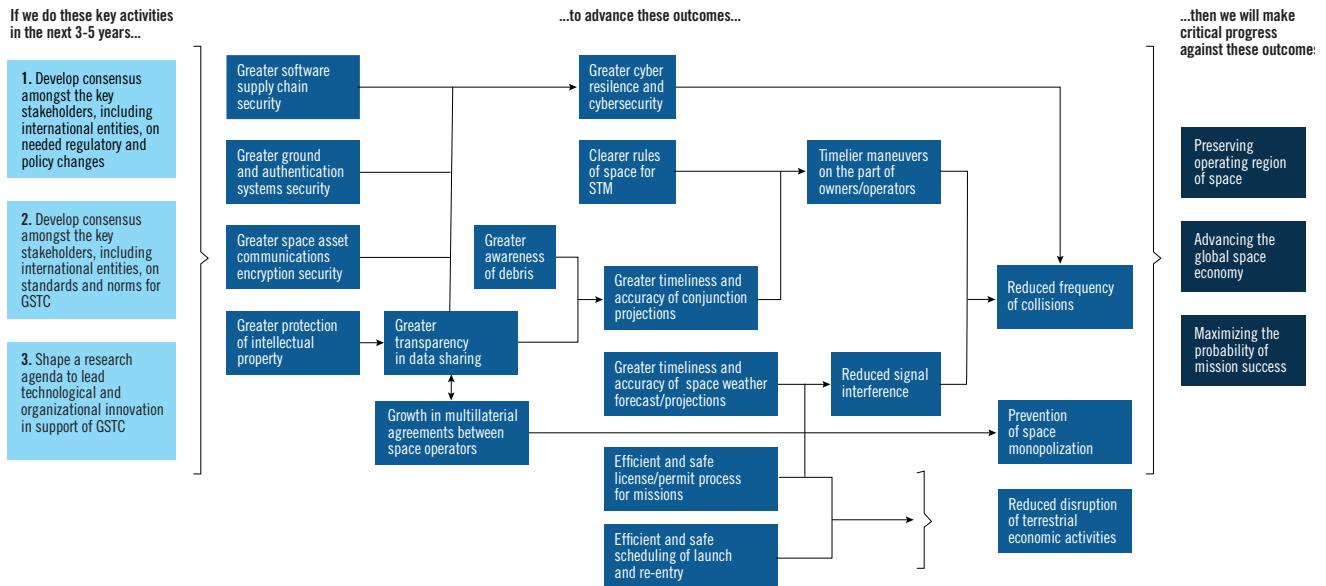 If we do these key activities
in the next 3-5 years...
...to advance these outcomes...
...then we will make
critical progress
against these outcomes
1. Develop consensus
amongst the key
stakeholders, including
international entities, on
needed regulatory and
policy changes
2. Develop consensus
amongst the key
stakeholders, including
international entities, on
standards and norms for
GSTC
3. Shape a research
agenda to lead
technological and
organizational innovation
in support of GSTC
Greater software
supply chain
security
Greater ground
and authentication
systems security
Greater space asset
communications
encryption security
Greater protection
of intellectual
property
Greater
transparency
in data sharing
Growth in multillaterial
agreements between
space operators
Greater
awareness
of debris
Greater cyber
resilence and
cybersecurity
Clearer rules
of space for
STM
Greater timeliness and
accuracy of conjunction
projections
Greater timeliness and
accuracy of space weather
forecast/projections
Efficient and safe
license/permit process
for missions
Efficient and safe
scheduling of launch
and re-entry
Timelier maneuvers
on the part of
owners/operators
Reduced signal
interference
Reduced frequency
of collisions
Prevention
of space
monopolization
Reduced disruption
of terrestrial
economic activities
Preserving
operating region
of space
Advancing the
global space
economy
Maximizing the
probability of
mission success